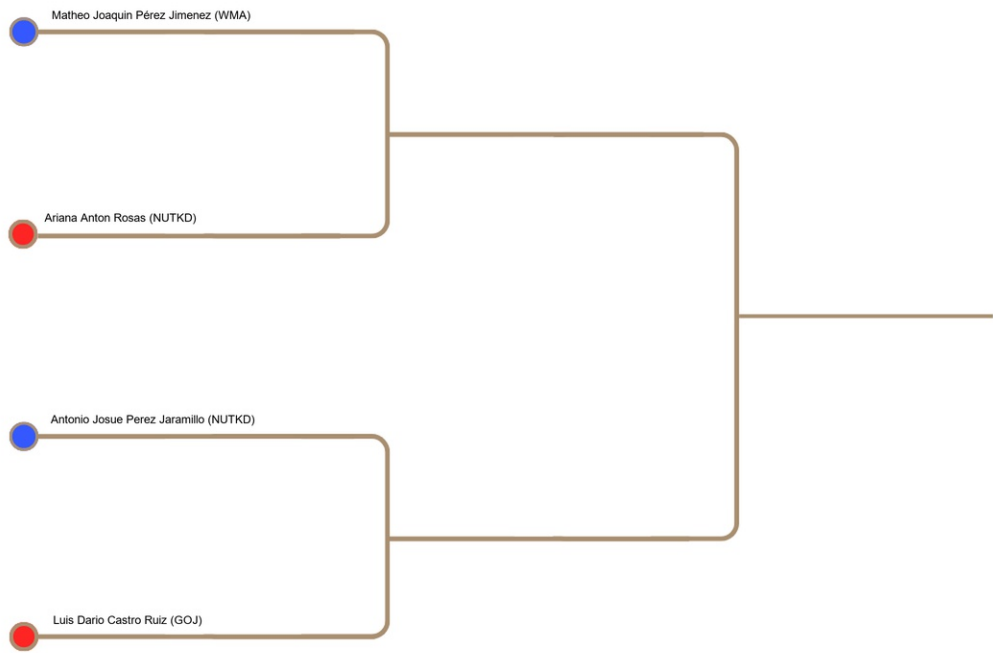 Matheo Joaquin Pérez Jimenez (WMA)
Ariana Anton Rosas (NUTKD)
Antonio Josue Perez Jaramillo (NUTKD)
Luis Dario Castro Ruiz (GOJ)